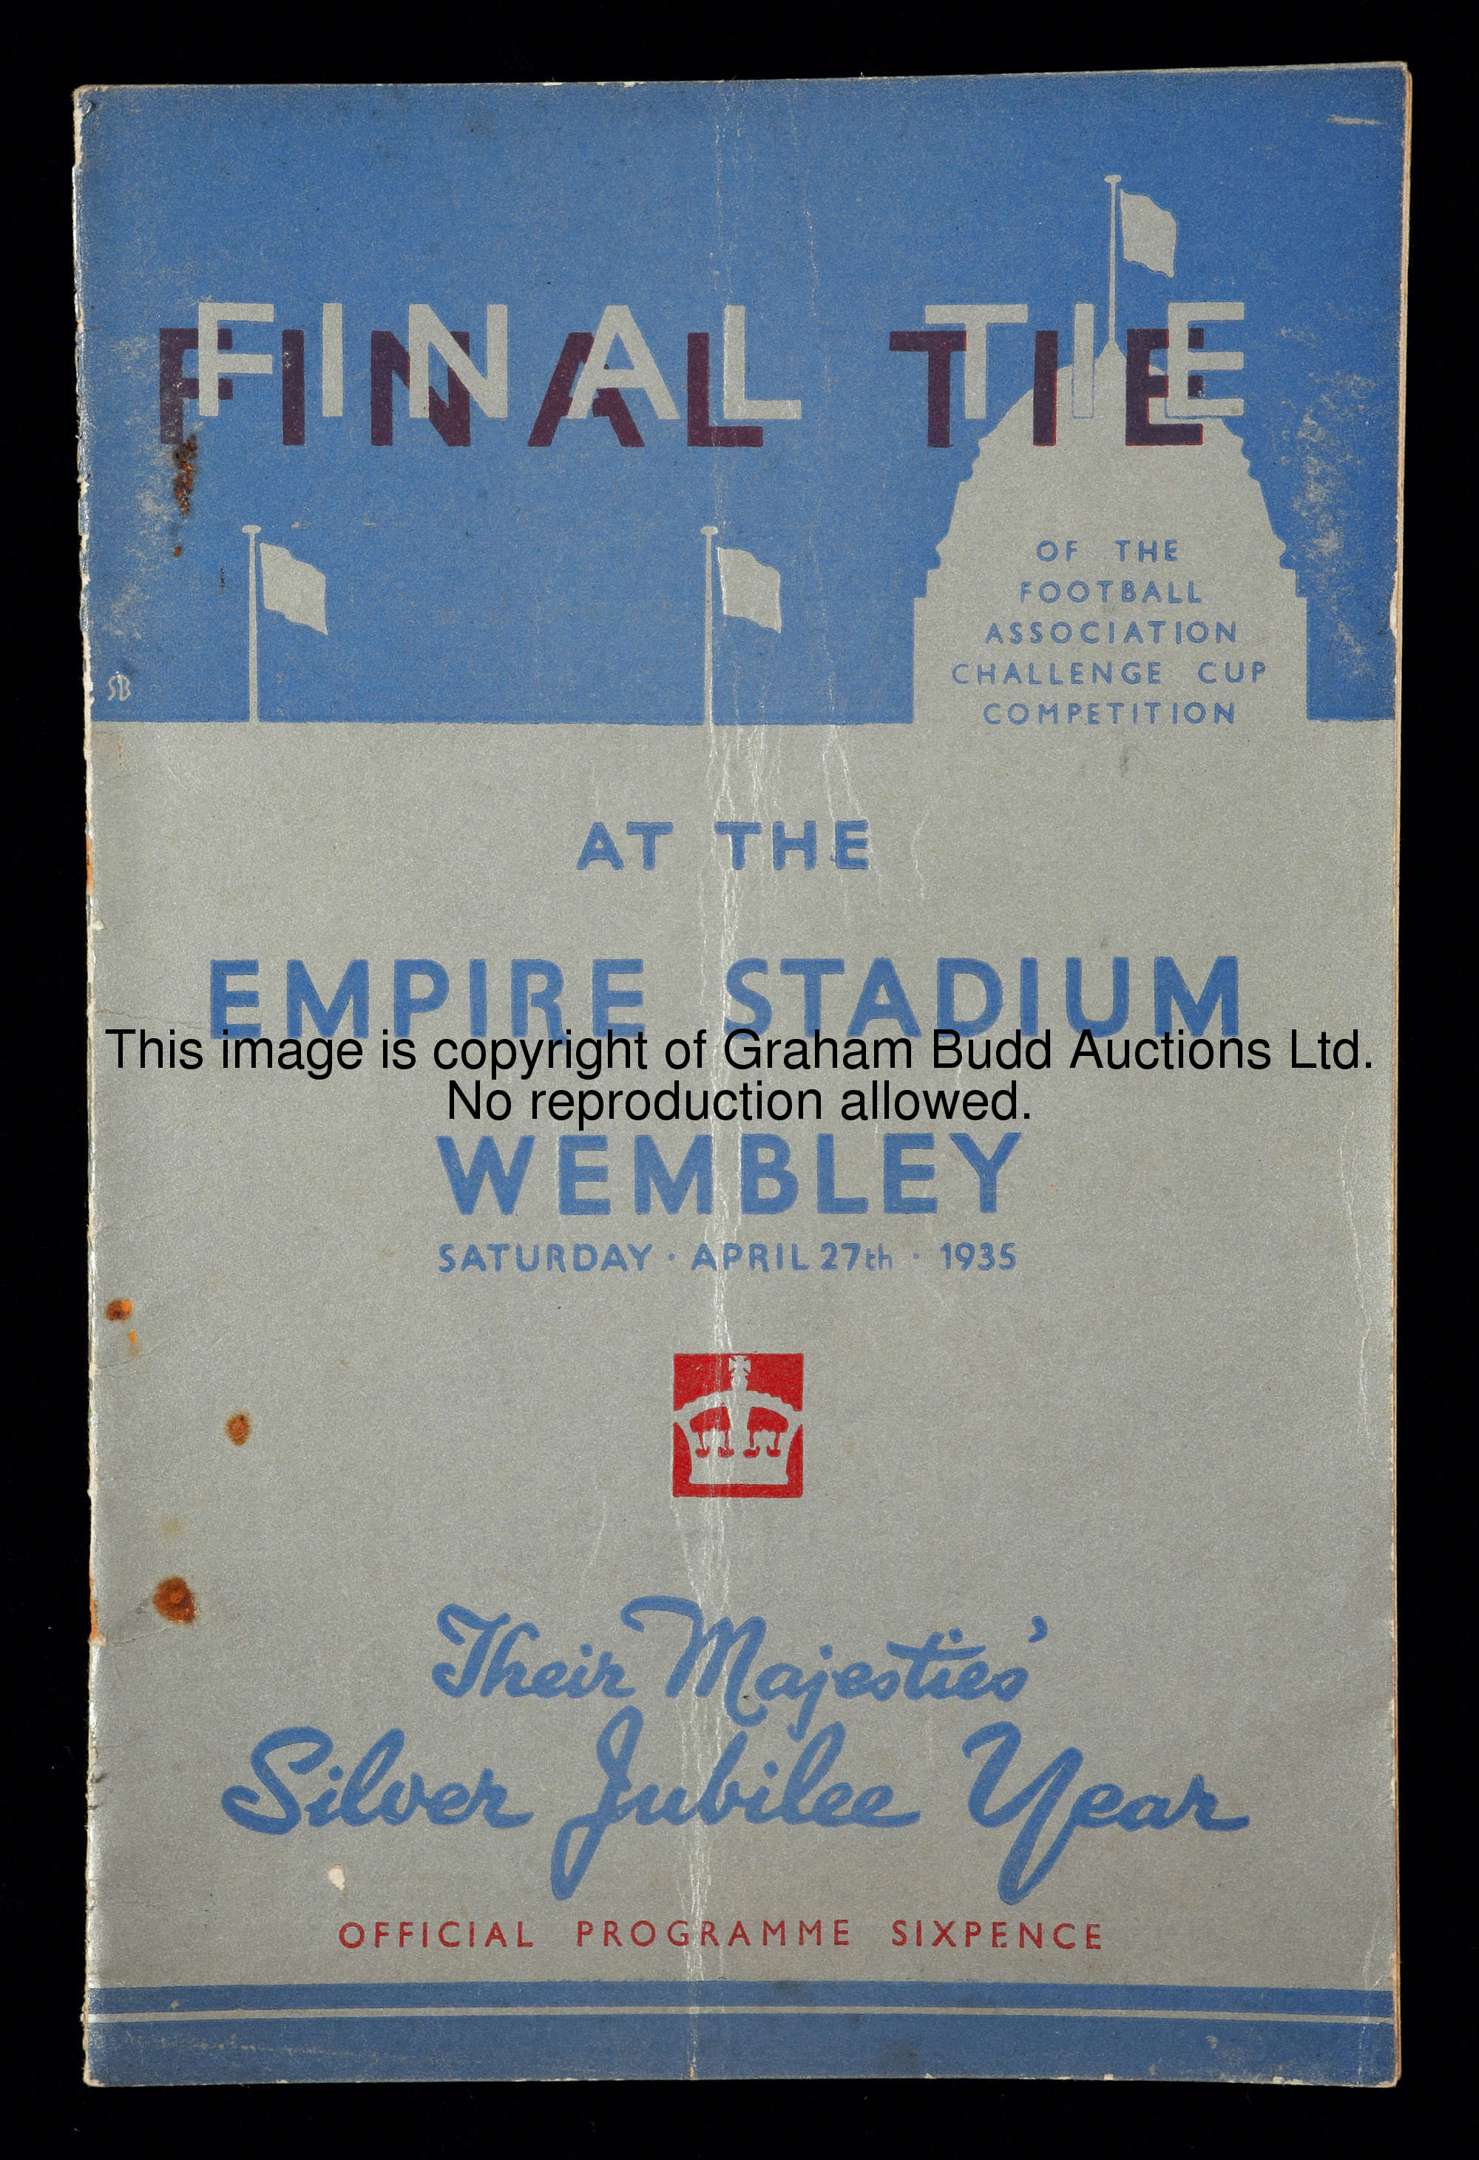 FINAL TIE
OF THE
FOOTBALL
ASSOCIATION
CHALLENGE CUP
COMPETITION
SB
AT THE
EMPIRE STADIUM
This image is copyright of Graham Budd Auctions Ltd.
No reproduction allowed.
WEMBLEY
SATURDAY · APRIL 27th · 1935
Their Majesties'
Silver Jubilee Year
OFFICIAL PROGRAMME SIXPENCE